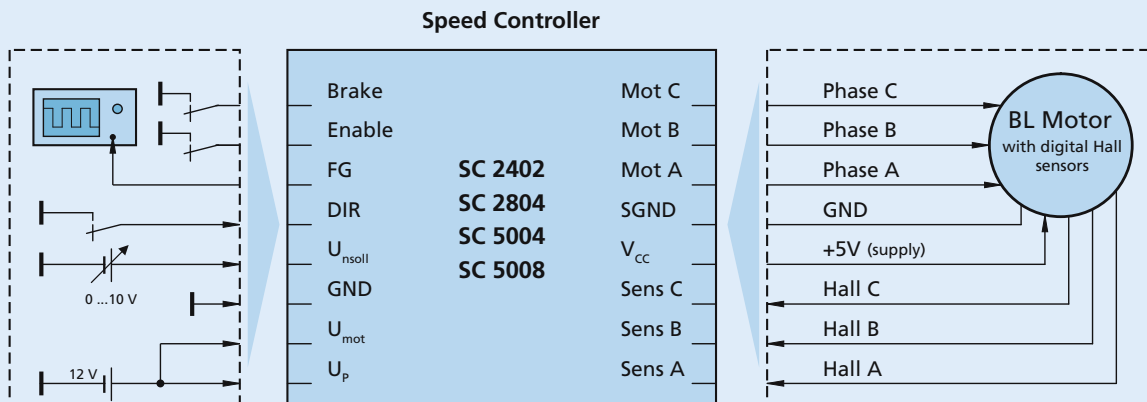 Speed Controller
Brake
Enable
FG
DIR
Unsoll
GND
Umot
UP
0 ...10 V
12 V
SC 2402
SC 2804
SC 5004
SC 5008
Mot C
Mot B
Mot A
SGND
VCC
Sens C
Sens B
Sens A
Phase C
Phase B
Phase A
GND
+5V (supply)
Hall C
Hall B
Hall A
BL Motor
with digital Hall
sensors